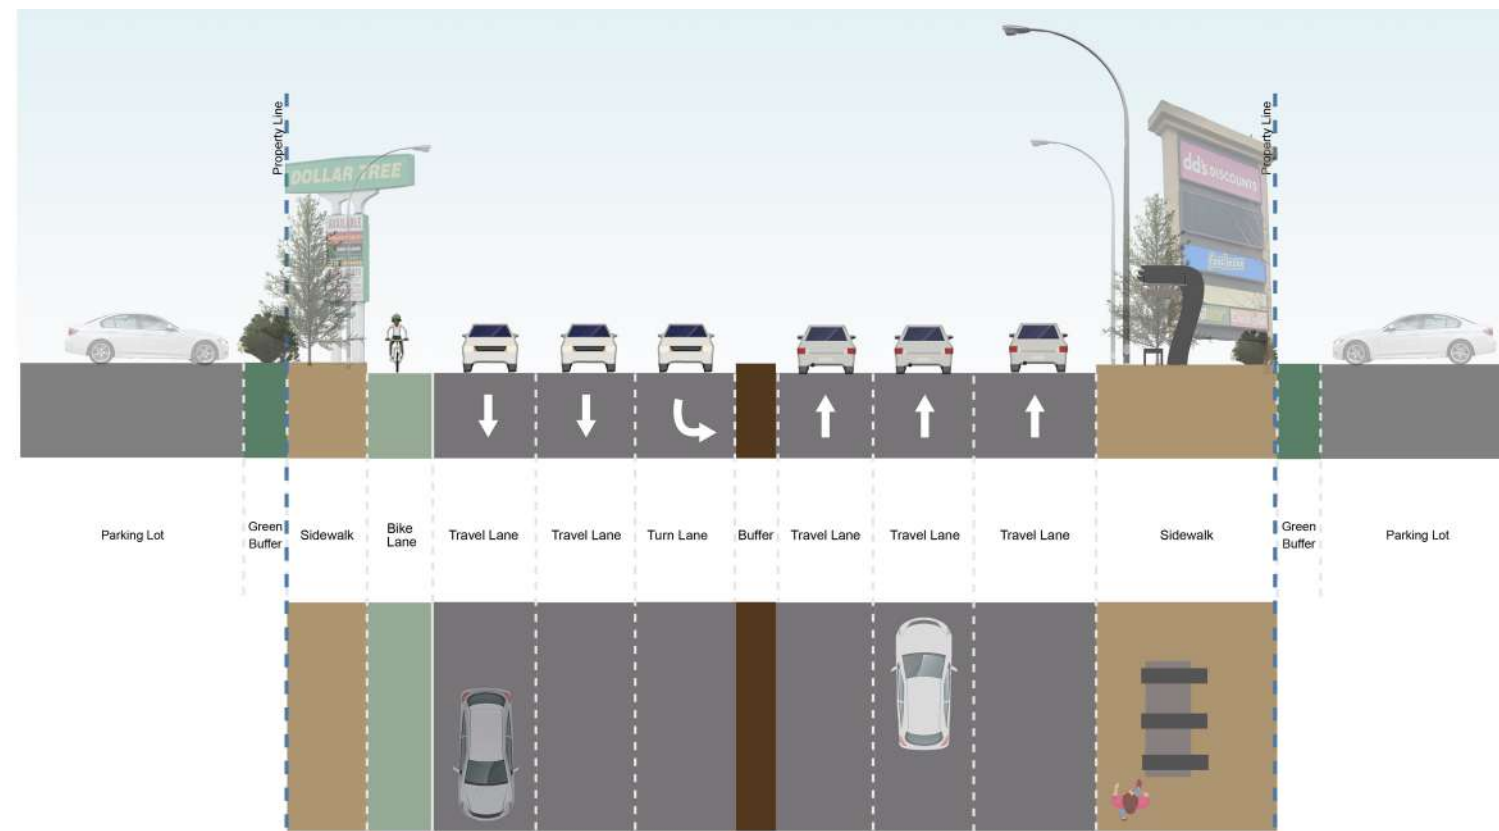 Property Line
Property Line
DOLLAR TREE
AVAILABLE
dd's DISCOUNTS
Parking Lot
Green
Buffer
Sidewalk
Bike
Lane
Travel Lane
Travel Lane
Turn Lane
Buffer
Travel Lane
Travel Lane
Travel Lane
Sidewalk
Green
Buffer
Parking Lot